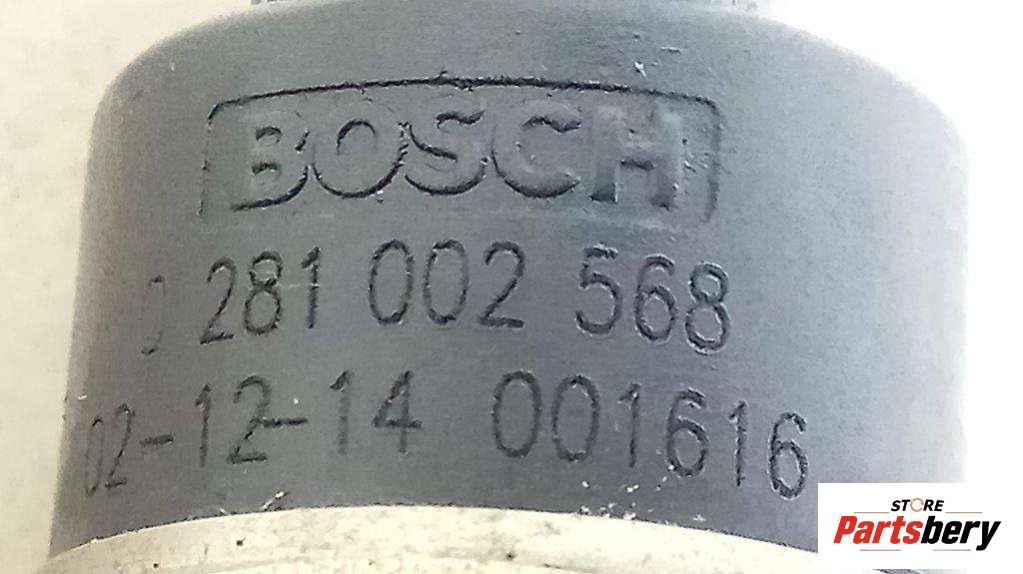 BOSCH
0 281 002 568
02-12-14 001616
STORE
Partsbery